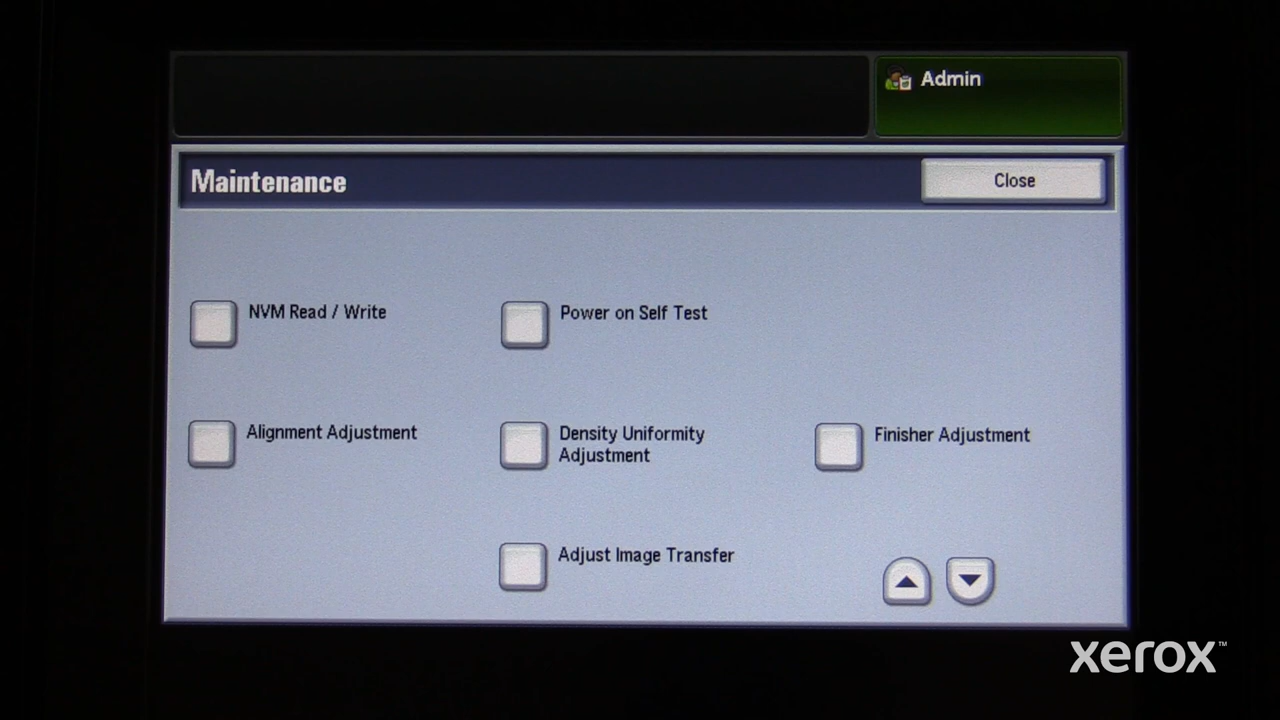 Admin
Maintenance
Close
NVM Read / Write
Power on Self Test
Alignment Adjustment
Density Uniformity
Adjustment
Finisher Adjustment
Adjust Image Transfer
xerox™